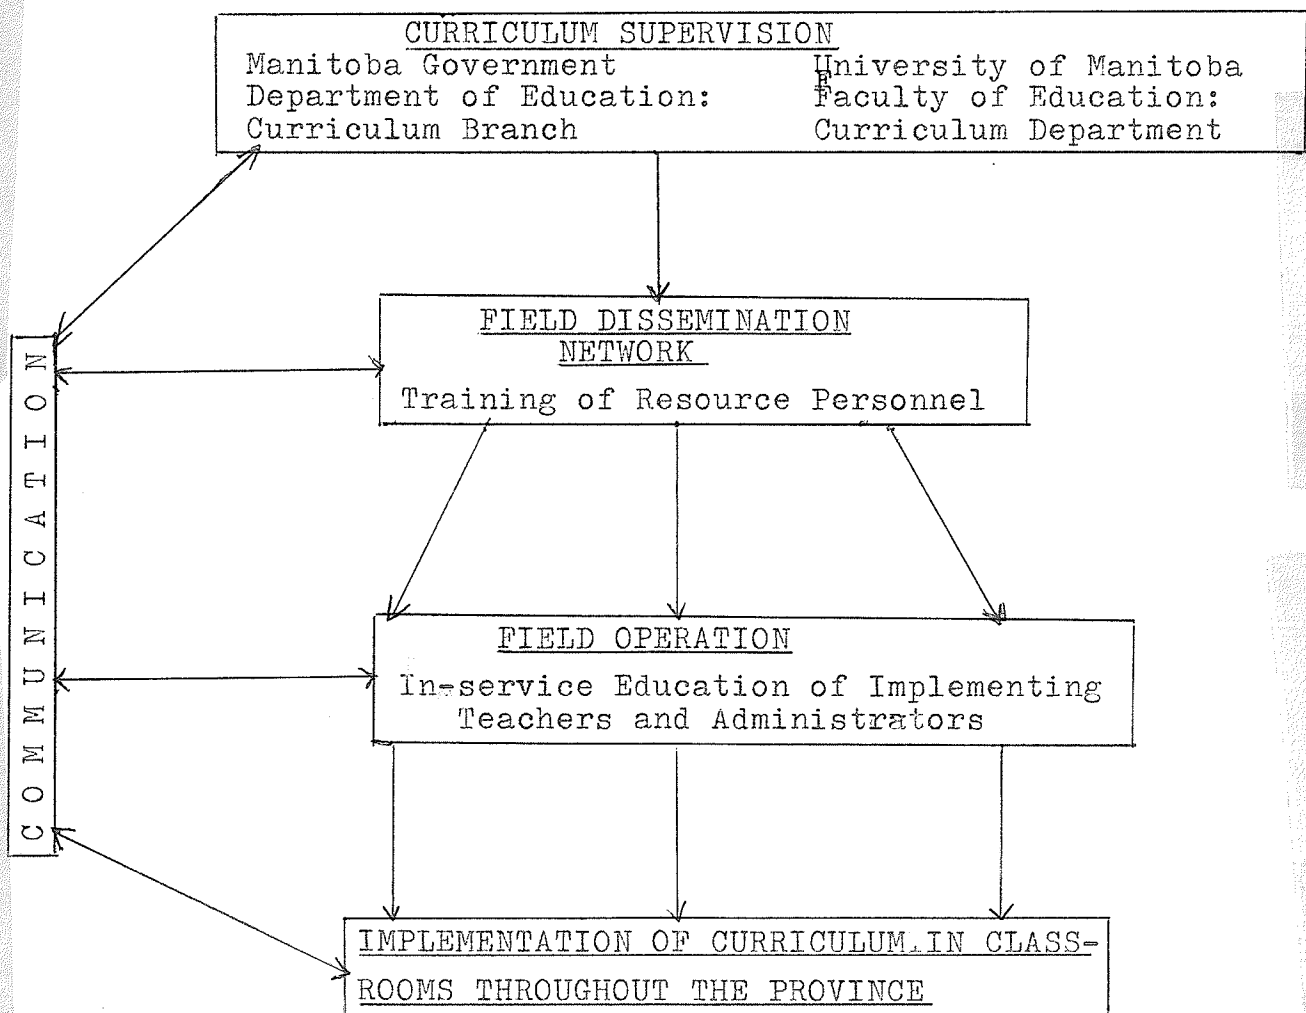 CURRICULUM SUPERVISION
Manitoba Government
Department of Education:
Curriculum Branch
University of Manitoba
Faculty of Education:
Curriculum Department
FIELD DISSEMINATION
NETWORK
Training of Resource Personnel
COMMUNICATION
FIELD OPERATION
In-service Education of Implementing
Teachers and Administrators
IMPLEMENTATION OF CURRICULUM IN CLASS-
ROOMS THROUGHOUT THE PROVINCE